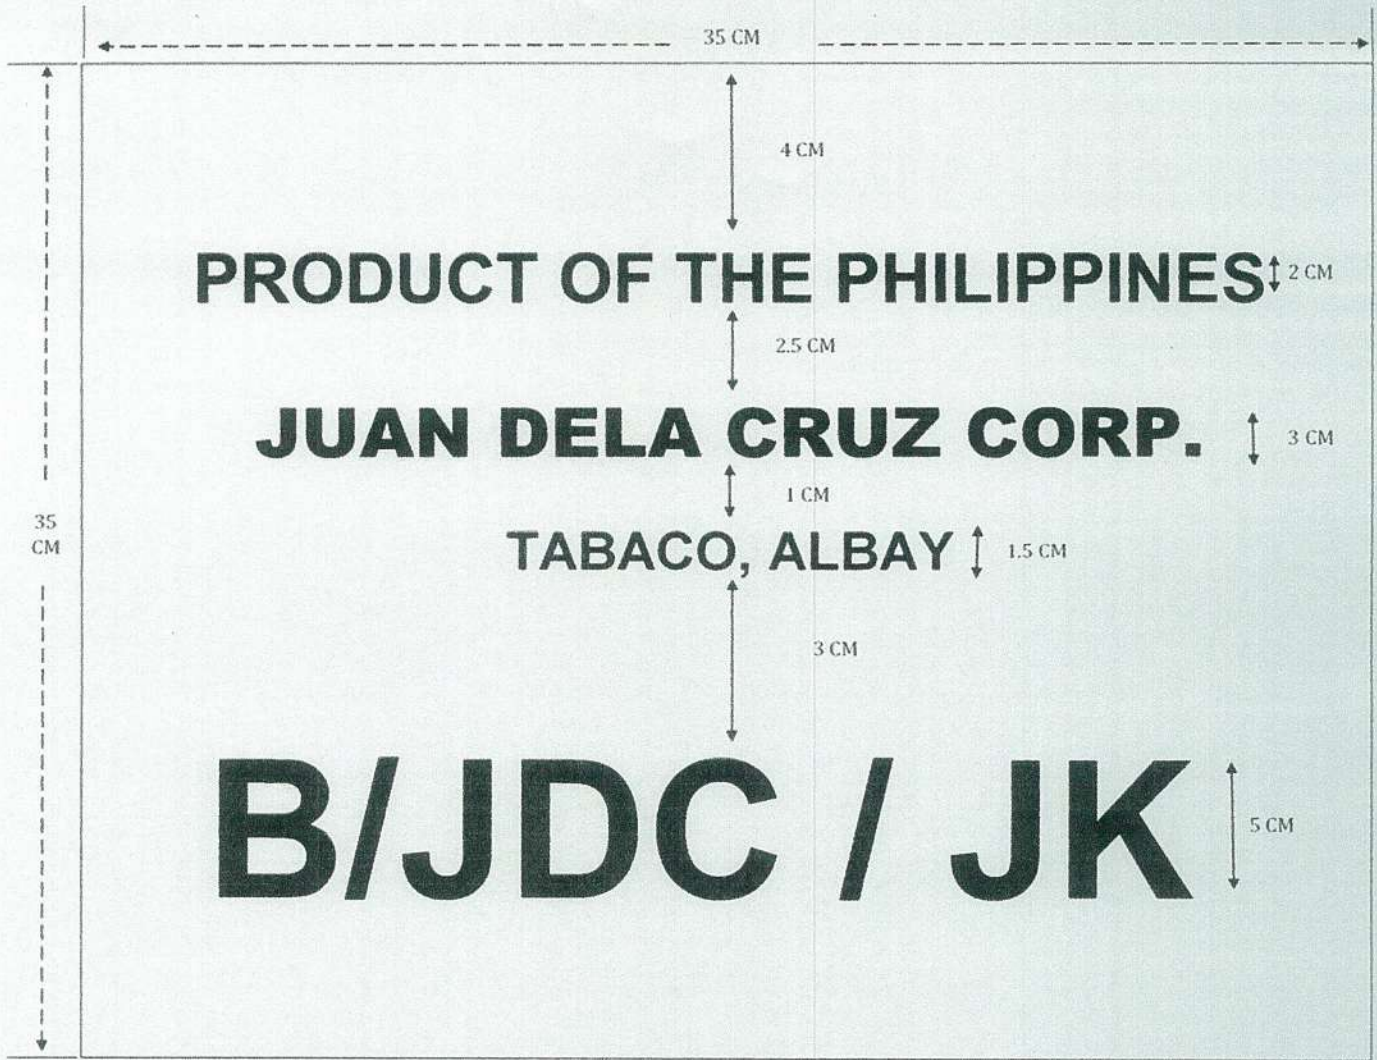 35 CM
4 CM
PRODUCT OF THE PHILIPPINES 2 CM
2.5 CM
JUAN DELA CRUZ CORP. 3 CM
1 CM
35
CM
TABACO, ALBAY 1.5 CM
3 CM
B/JDC / JK 5 CM